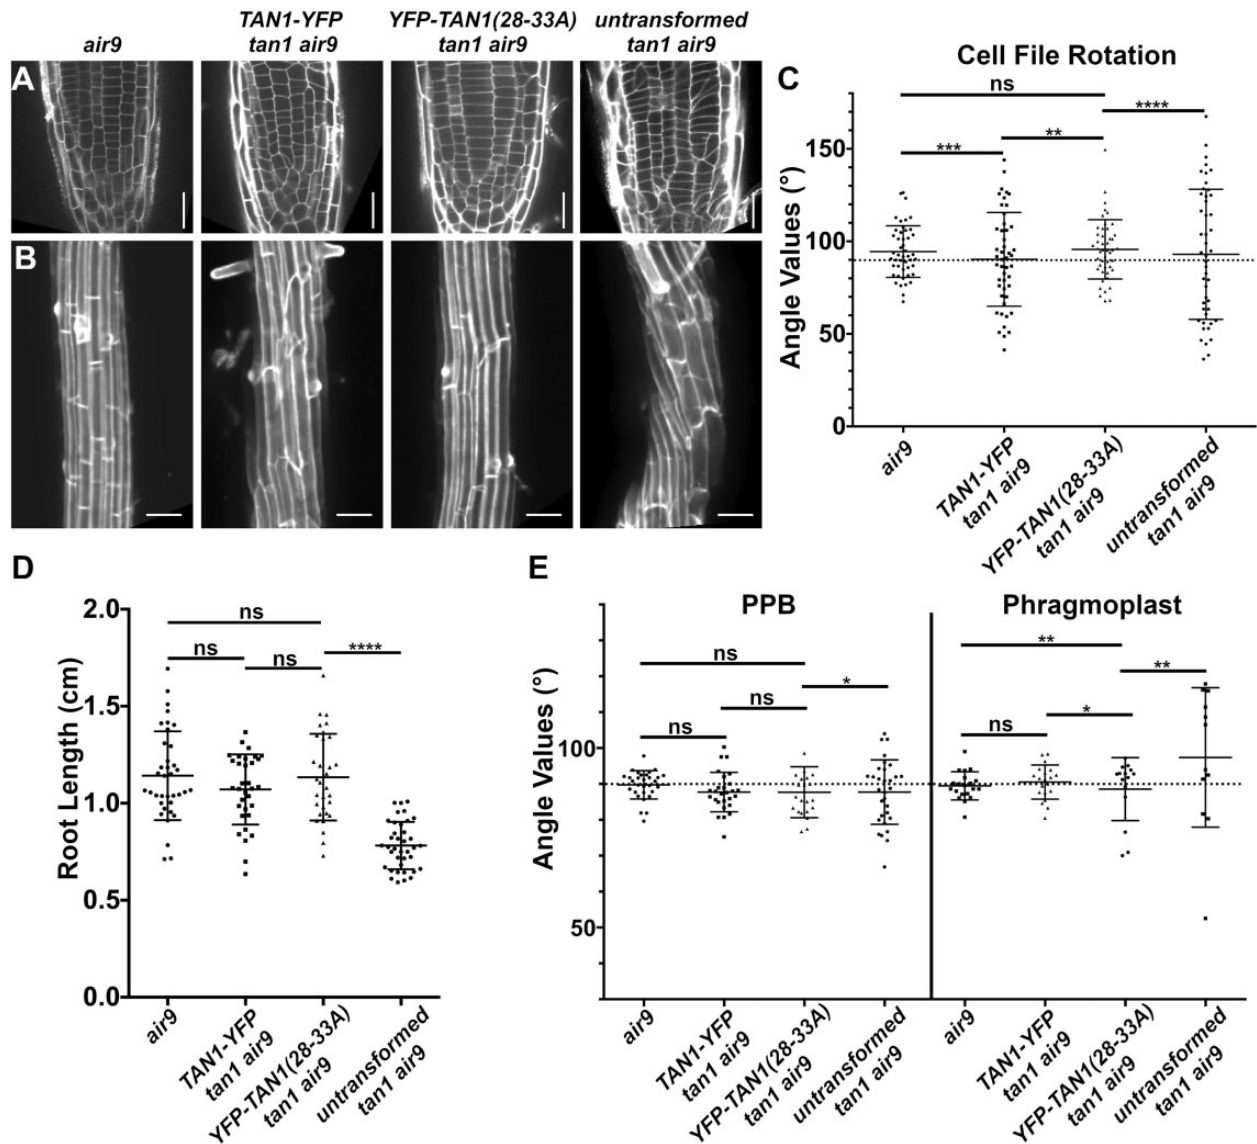 air9
TAN1-YFP
tan1 air9
YFP-TAN1(28-33A)
tan1 air9
untransformed
tan1 air9
A
B
C
Cell File Rotation
ns
****
***
**
Angle Values (°)
150
100
50
0
air9
TAN1-YFP
tan1 air9
YFP-TAN1(28-33A)
tan1 air9
untransformed
tan1 air9
D
ns
ns
****
ns
Root Length (cm)
2.0
1.5
1.0
0.5
0.0
air9
TAN1-YFP
tan1 air9
YFP-TAN1(28-33A)
tan1 air9
untransformed
tan1 air9
E
PPB
Phragmoplast
ns
*
ns
ns
**
**
*
ns
Angle Values (°)
100
50
air9
TAN1-YFP
tan1 air9
YFP-TAN1(28-33A)
tan1 air9
untransformed
tan1 air9
air9
TAN1-YFP
tan1 air9
YFP-TAN1(28-33A)
tan1 air9
untransformed
tan1 air9